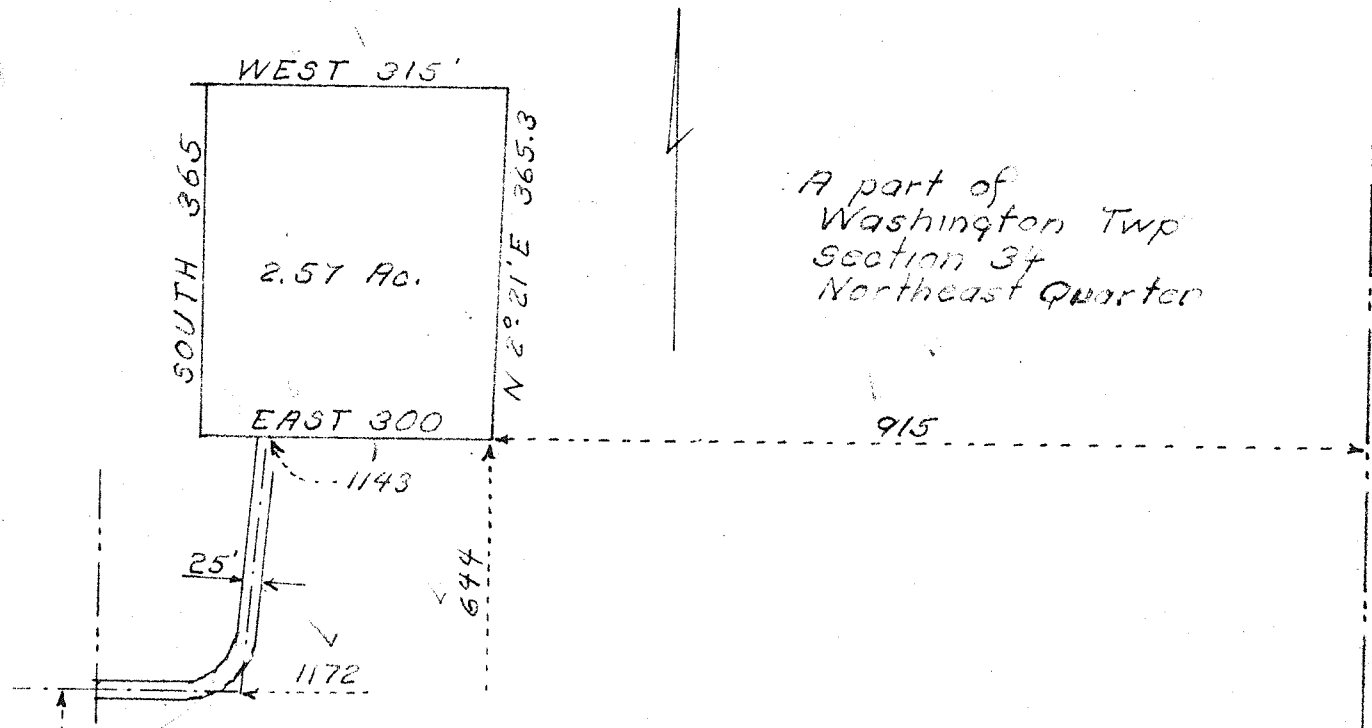 WEST 315'
SOUTH 365
N 2° 21' E 365.3
2.57 Ac.
A part of
Washington Twp
Section 34
Northeast Quarter
EAST 300
915
1143
25'
644
1172